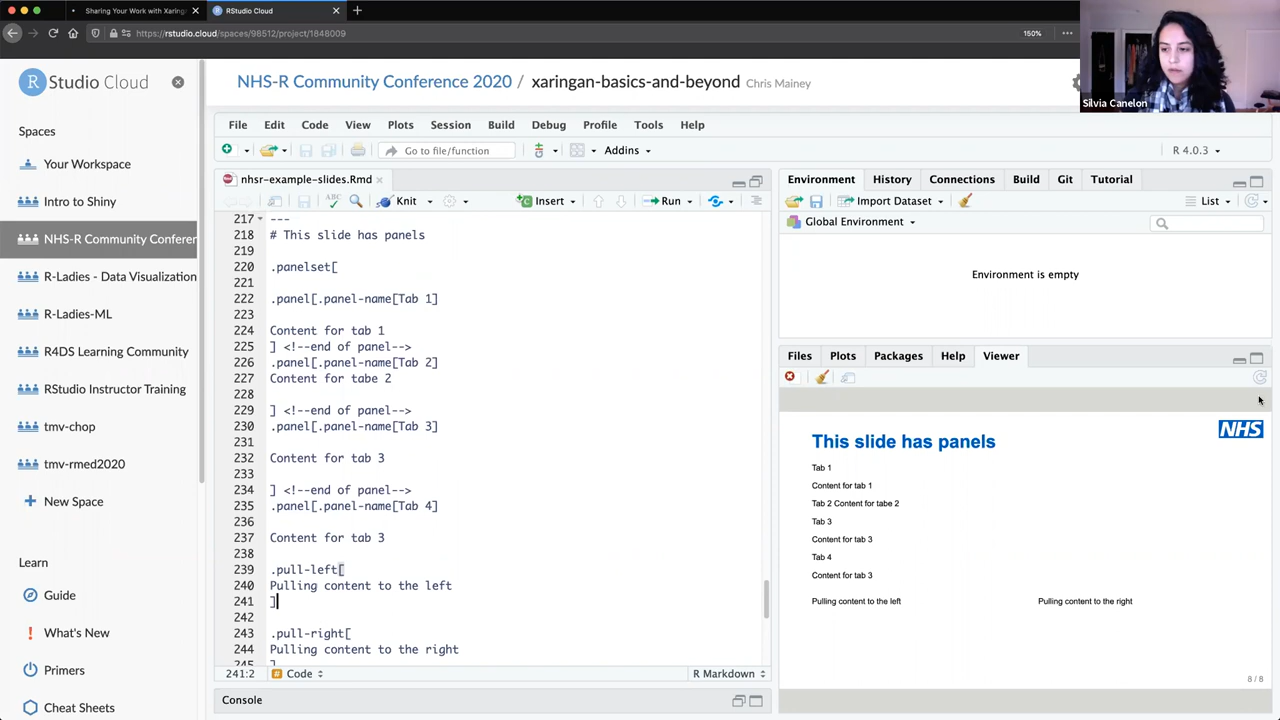 Sharing Your Work with Xaringan
RStudio Cloud
https://rstudio.cloud/spaces/98512/project/1848009
150%
Silvia Canelon
R Studio Cloud
NHS-R Community Conference 2020 / xaringan-basics-and-beyond Chris Mainey
Spaces
Your Workspace
Intro to Shiny
NHS-R Community Conferen
R-Ladies - Data Visualization
R-Ladies-ML
R4DS Learning Community
RStudio Instructor Training
tmv-chop
tmv-rmed2020
New Space
Learn
Guide
What's New
Primers
Cheat Sheets
File Edit Code View Plots Session Build Debug Profile Tools Help
Go to file/function
Addins
R 4.0.3
nhsr-example-slides.Rmd
ABC
Knit
Insert
Run
217 ---
218 # This slide has panels
219
220 .panelset[
221
222 .panel[.panel-name[Tab 1]
223
224 Content for tab 1
225 ] <!--end of panel-->
226 .panel[.panel-name[Tab 2]
227 Content for tabe 2
228
229 ] <!--end of panel-->
230 .panel[.panel-name[Tab 3]
231
232 Content for tab 3
233
234 ] <!--end of panel-->
235 .panel[.panel-name[Tab 4]
236
237 Content for tab 3
238
239 .pull-left[
240 Pulling content to the left
241 ]
242
243 .pull-right[
244 Pulling content to the right
245 ]
241:2 # Code R Markdown
Console
Environment History Connections Build Git Tutorial
Import Dataset
List
Global Environment
Environment is empty
Files Plots Packages Help Viewer
NHS
This slide has panels
Tab 1
Content for tab 1
Tab 2 Content for tabe 2
Tab 3
Content for tab 3
Tab 4
Content for tab 3
Pulling content to the left Pulling content to the right
8 / 8